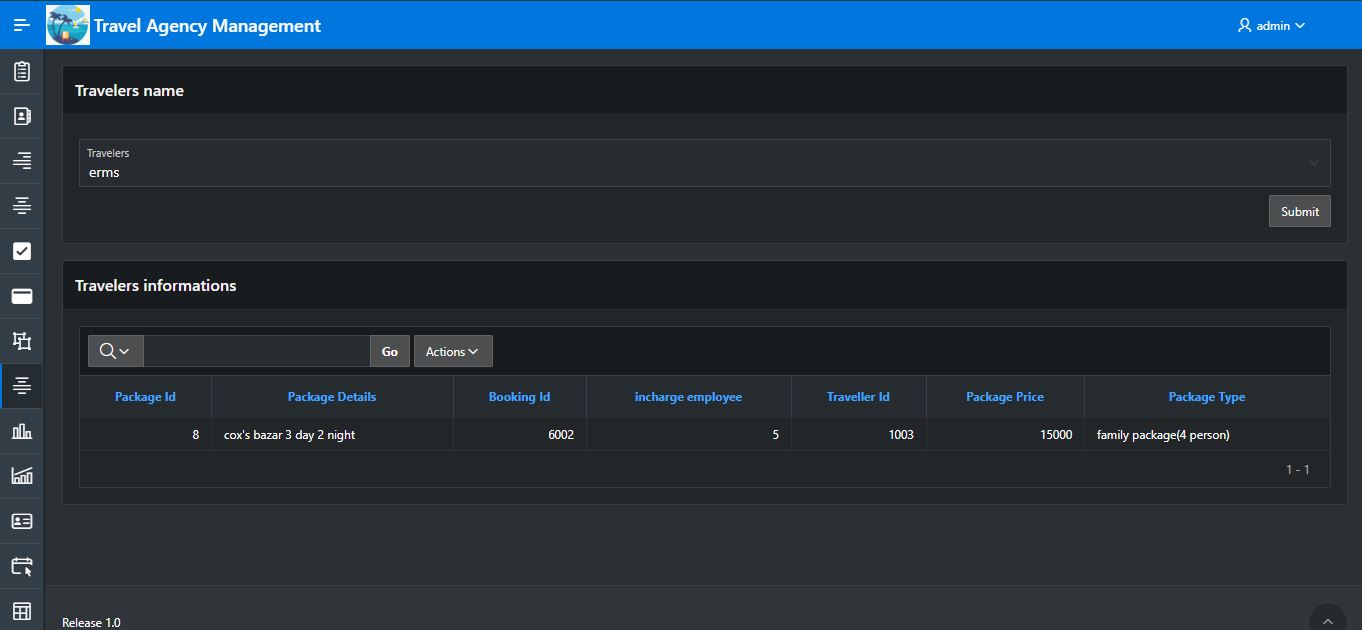 Travel Agency Management
admin
Travelers name
Travelers
erms
Submit
Travelers informations
Go Actions
Package Id Package Details Booking Id incharge employee Traveller Id Package Price Package Type
8 cox's bazar 3 day 2 night 6002 5 1003 15000 family package(4 person)
1 - 1
Release 1.0